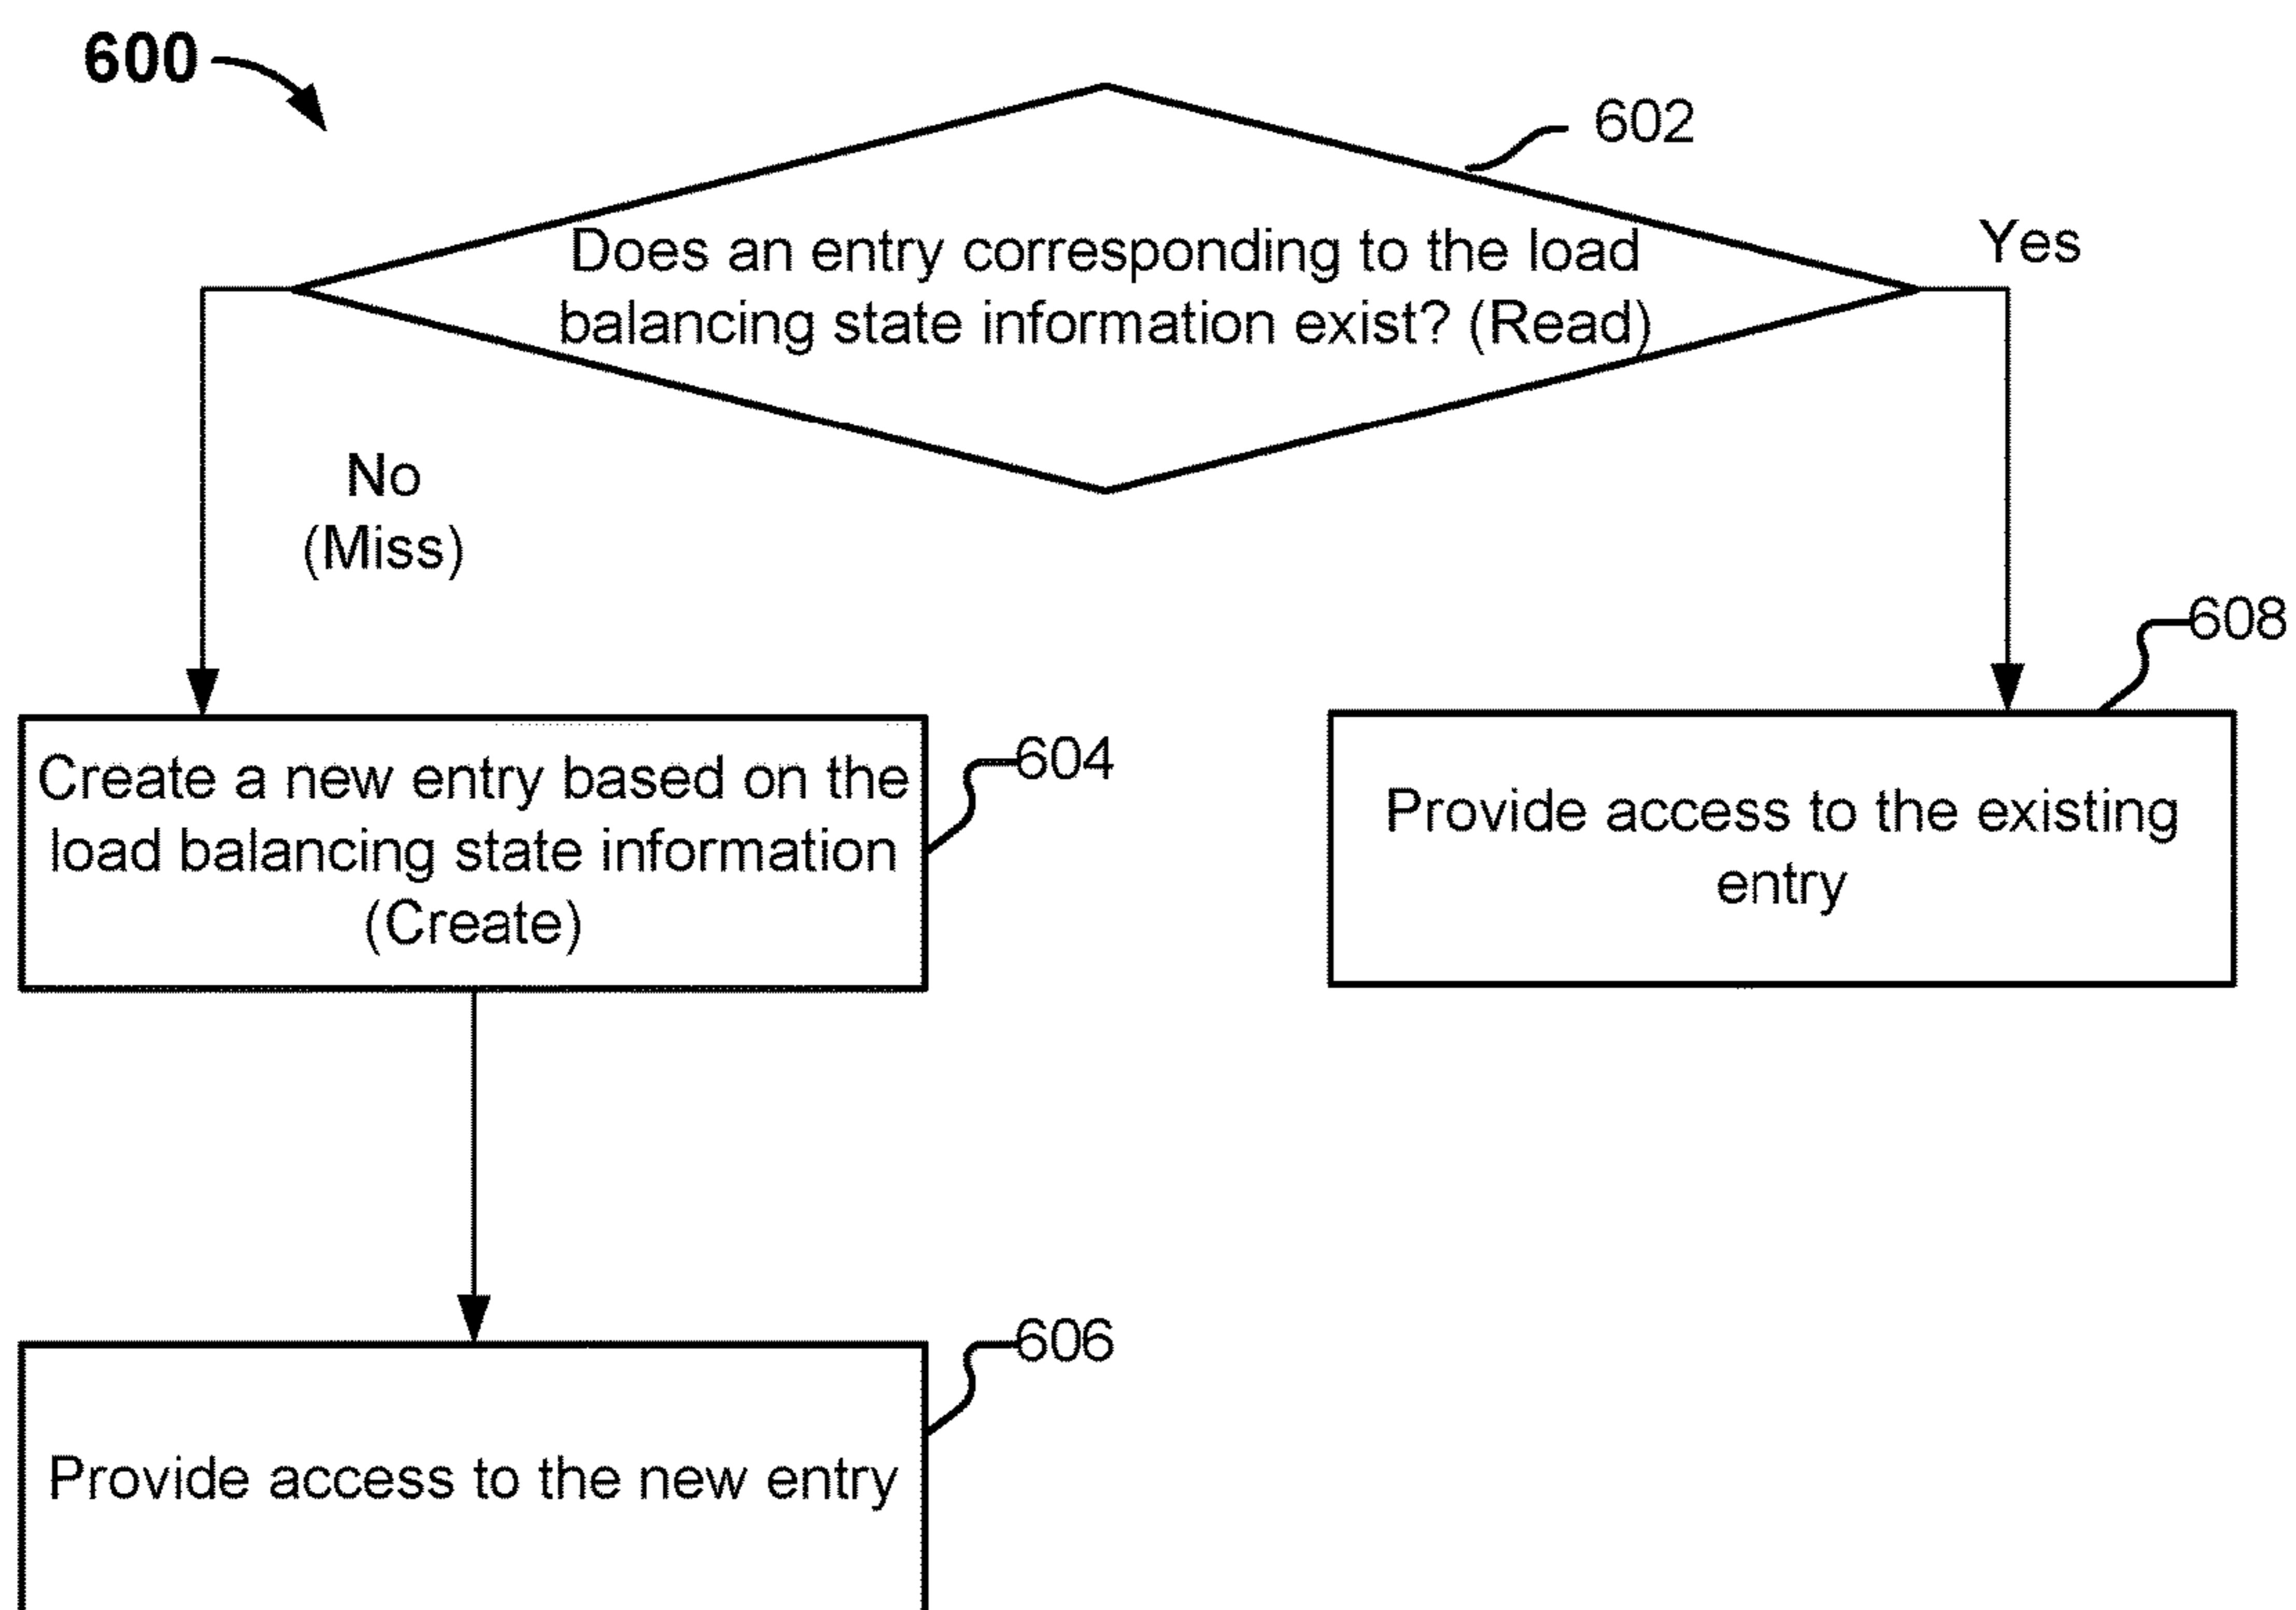 600
602
Does an entry corresponding to the load
balancing state information exist? (Read)
Yes
No
(Miss)
608
604
Create a new entry based on the
load balancing state information
(Create)
Provide access to the existing
entry
606
Provide access to the new entry